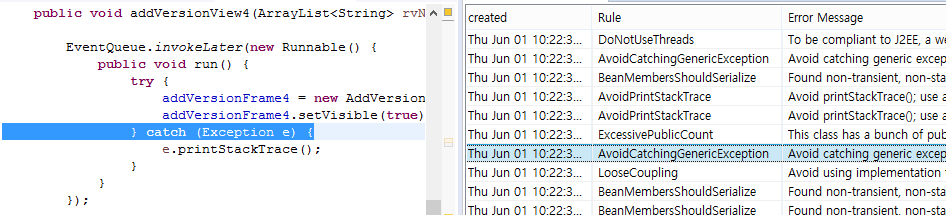 public void addVersionView4(ArrayList<String> rvN
EventQueue.invokeLater(new Runnable() {
public void run() {
try {
addVersionFrame4 = new AddVersion
addVersionFrame4.setVisible(true)
} catch (Exception e) {
e.printStackTrace();
}
}
});
created Rule Error Message
Thu Jun 01 10:22:3... DoNotUseThreads To be compliant to J2EE, a we
Thu Jun 01 10:22:3... AvoidCatchingGenericException Avoid catching generic excep
Thu Jun 01 10:22:3... BeanMembersShouldSerialize Found non-transient, non-sta
Thu Jun 01 10:22:3... AvoidPrintStackTrace Avoid printStackTrace(); use a
Thu Jun 01 10:22:3... AvoidPrintStackTrace Avoid printStackTrace(); use a
Thu Jun 01 10:22:3... ExcessivePublicCount This class has a bunch of pub
Thu Jun 01 10:22:3... AvoidCatchingGenericException Avoid catching generic excep
Thu Jun 01 10:22:3... LooseCoupling Avoid using implementation
Thu Jun 01 10:22:3... BeanMembersShouldSerialize Found non-transient, non-sta
Thu Jun 01 10:22:3... BeanMembersShouldSerialize Found non-transient, non-sta